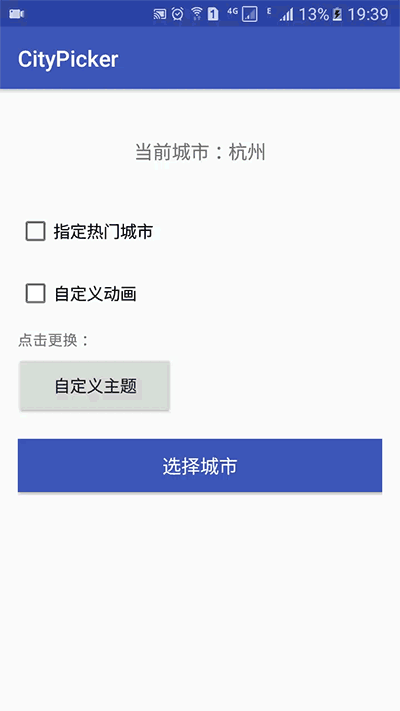 4G 1 E 13% 19:39
CityPicker
当前城市：杭州
指定热门城市
自定义动画
点击更换：
自定义主题
选择城市